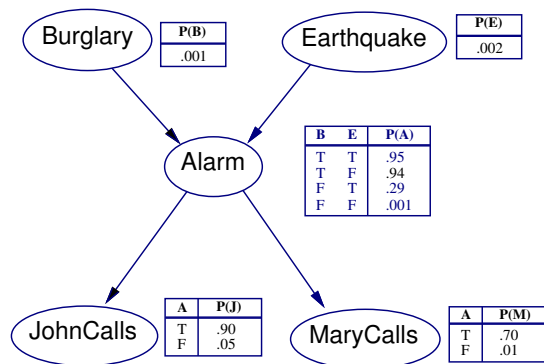 Burglary
P(B)
.001
Earthquake
P(E)
.002
Alarm
B E P(A)
T T .95
T F .94
F T .29
F F .001
JohnCalls
A P(J)
T .90
F .05
MaryCalls
A P(M)
T .70
F .01